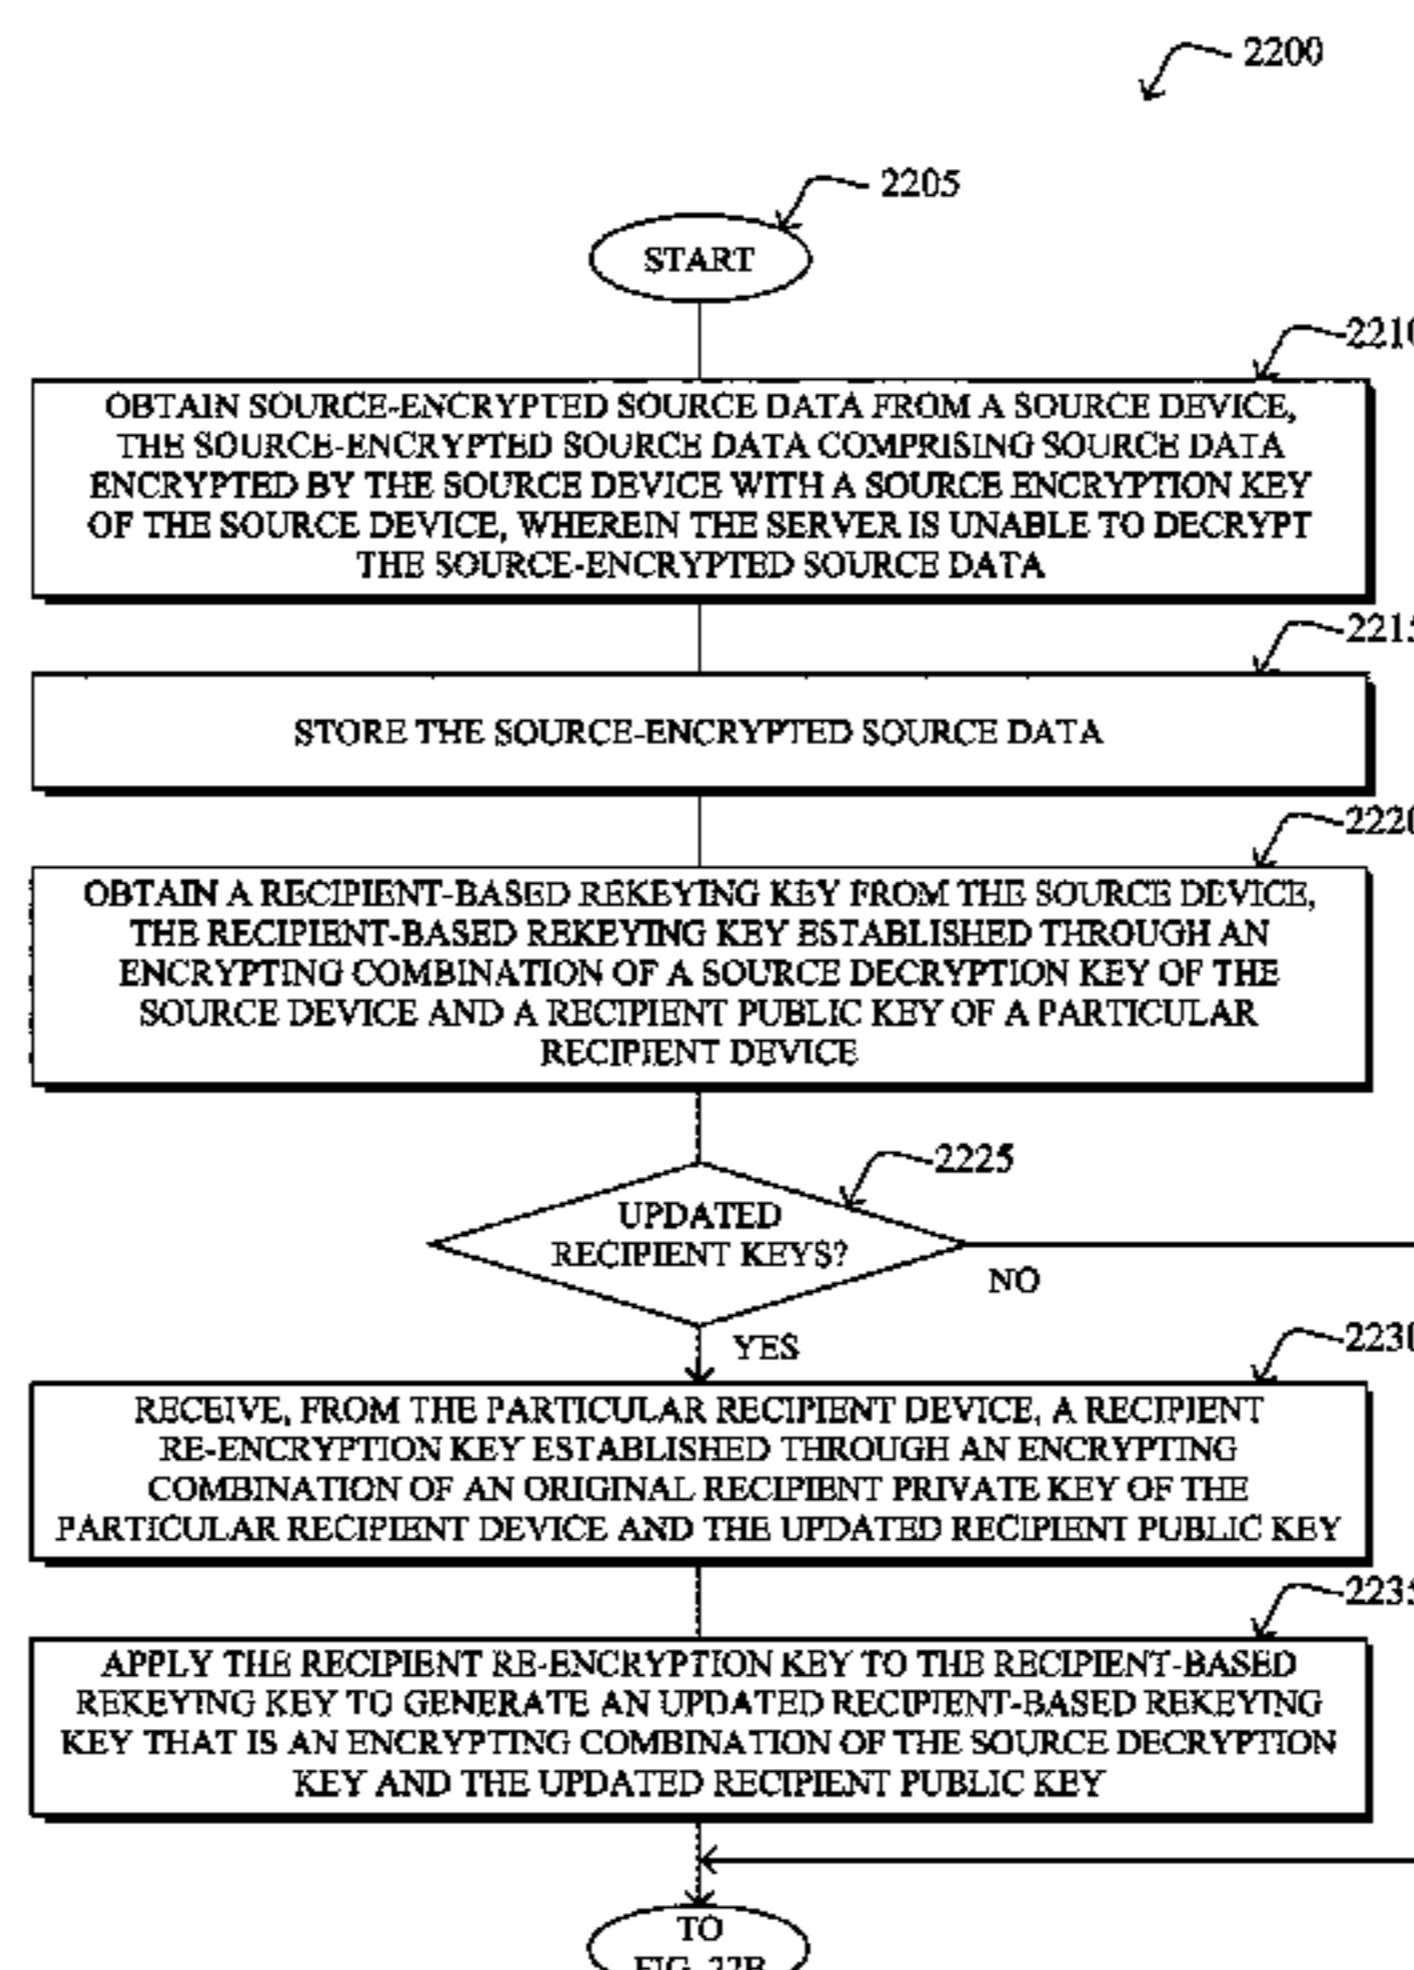 2200
2205
START
2210
OBTAIN SOURCE-ENCRYPTED SOURCE DATA FROM A SOURCE DEVICE,
THE SOURCE-ENCRYPTED SOURCE DATA COMPRISING SOURCE DATA
ENCRYPTED BY THE SOURCE DEVICE WITH A SOURCE ENCRYPTION KEY
OF THE SOURCE DEVICE, WHEREIN THE SERVER IS UNABLE TO DECRYPT
THE SOURCE-ENCRYPTED SOURCE DATA
2215
STORE THE SOURCE-ENCRYPTED SOURCE DATA
2220
OBTAIN A RECIPIENT-BASED REKEYING KEY FROM THE SOURCE DEVICE,
THE RECIPIENT-BASED REKEYING KEY ESTABLISHED THROUGH AN
ENCRYPTING COMBINATION OF A SOURCE DECRYPTION KEY OF THE
SOURCE DEVICE AND A RECIPIENT PUBLIC KEY OF A PARTICULAR
RECIPIENT DEVICE
2225
UPDATED
RECIPIENT KEYS?
NO
YES
2230
RECEIVE, FROM THE PARTICULAR RECIPIENT DEVICE, A RECIPIENT
RE-ENCRYPTION KEY ESTABLISHED THROUGH AN ENCRYPTING
COMBINATION OF AN ORIGINAL RECIPIENT PRIVATE KEY OF THE
PARTICULAR RECIPIENT DEVICE AND THE UPDATED RECIPIENT PUBLIC KEY
2235
APPLY THE RECIPIENT RE-ENCRYPTION KEY TO THE RECIPIENT-BASED
REKEYING KEY TO GENERATE AN UPDATED RECIPIENT-BASED REKEYING
KEY THAT IS AN ENCRYPTING COMBINATION OF THE SOURCE DECRYPTION
KEY AND THE UPDATED RECIPIENT PUBLIC KEY
TO
FIG. 22B